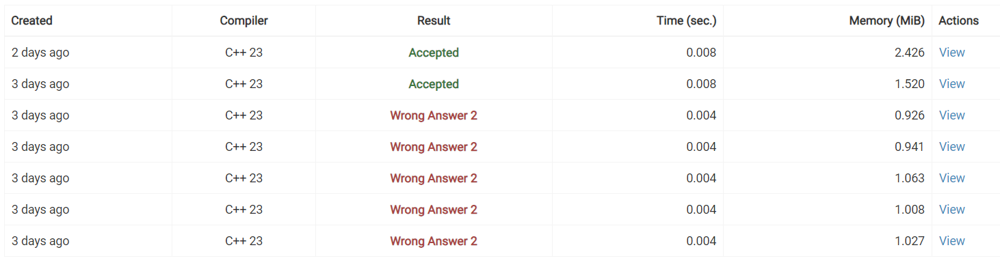 Created Compiler Result Time (sec.) Memory (MiB) Actions
2 days ago C++ 23 Accepted 0.008 2.426 View
3 days ago C++ 23 Accepted 0.008 1.520 View
3 days ago C++ 23 Wrong Answer 2 0.004 0.926 View
3 days ago C++ 23 Wrong Answer 2 0.004 0.941 View
3 days ago C++ 23 Wrong Answer 2 0.004 1.063 View
3 days ago C++ 23 Wrong Answer 2 0.004 1.008 View
3 days ago C++ 23 Wrong Answer 2 0.004 1.027 View